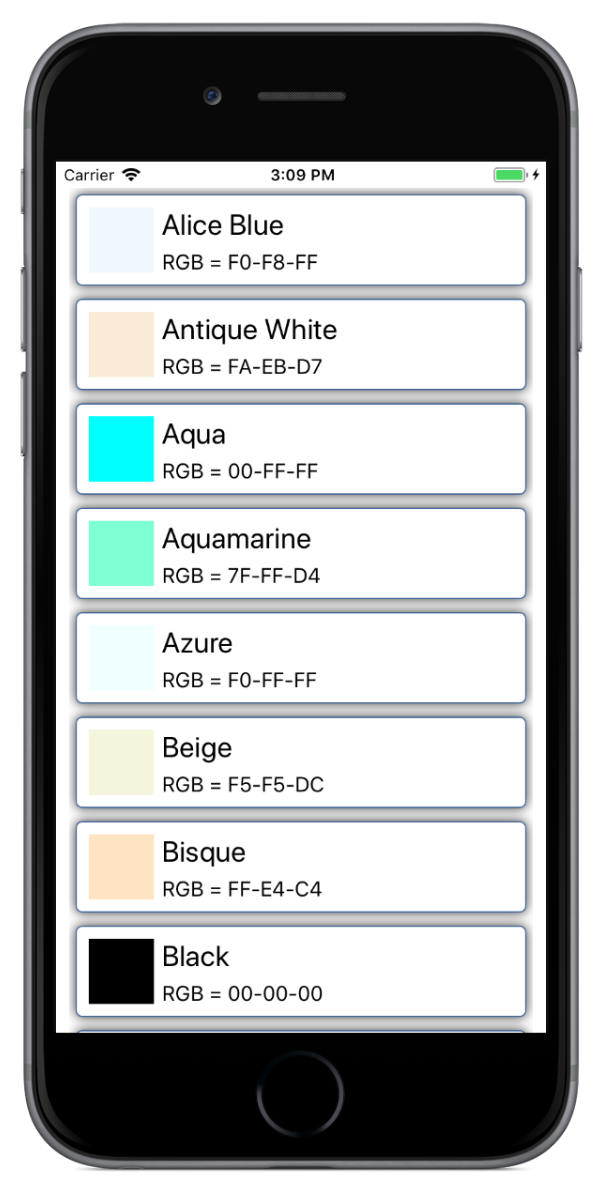 Carrier 3:09 PM
Alice Blue
RGB = F0-F8-FF
Antique White
RGB = FA-EB-D7
Aqua
RGB = 00-FF-FF
Aquamarine
RGB = 7F-FF-D4
Azure
RGB = F0-FF-FF
Beige
RGB = F5-F5-DC
Bisque
RGB = FF-E4-C4
Black
RGB = 00-00-00